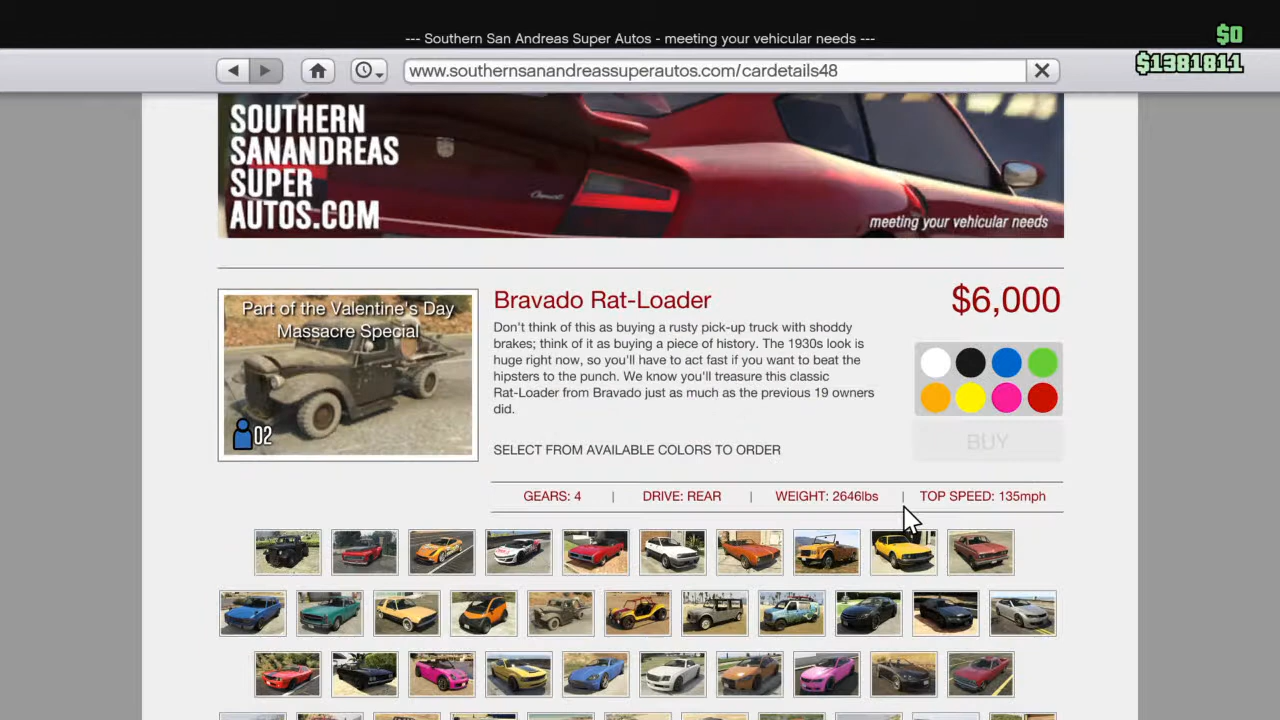 --- Southern San Andreas Super Autos - meeting your vehicular needs ---
$0
www.southernsanandreassuperautos.com/cardetails48
$1381811
SOUTHERN
SANANDREAS
SUPER
AUTOS.COM
meeting your vehicular needs
Part of the Valentine's Day
Massacre Special
02
Bravado Rat-Loader
$6,000
Don't think of this as buying a rusty pick-up truck with shoddy
brakes; think of it as buying a piece of history. The 1930s look is
huge right now, so you'll have to act fast if you want to beat the
hipsters to the punch. We know you'll treasure this classic
Rat-Loader from Bravado just as much as the previous 19 owners
did.
BUY
SELECT FROM AVAILABLE COLORS TO ORDER
GEARS: 4 | DRIVE: REAR | WEIGHT: 2646lbs | TOP SPEED: 135mph